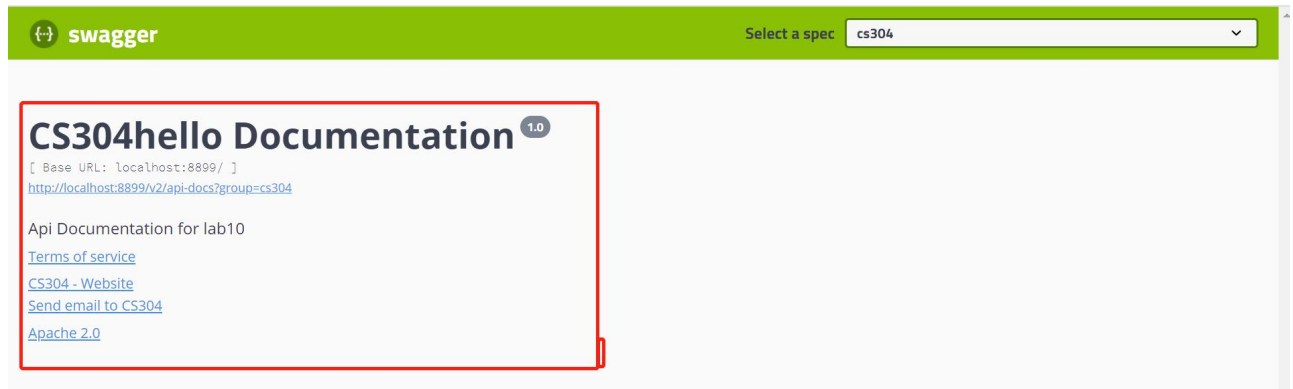 {··} swagger
Select a spec cs304
CS304hello Documentation 1.0
[ Base URL: localhost:8899/ ]
http://localhost:8899/v2/api-docs?group=cs304
Api Documentation for lab10
Terms of service
CS304 - Website
Send email to CS304
Apache 2.0